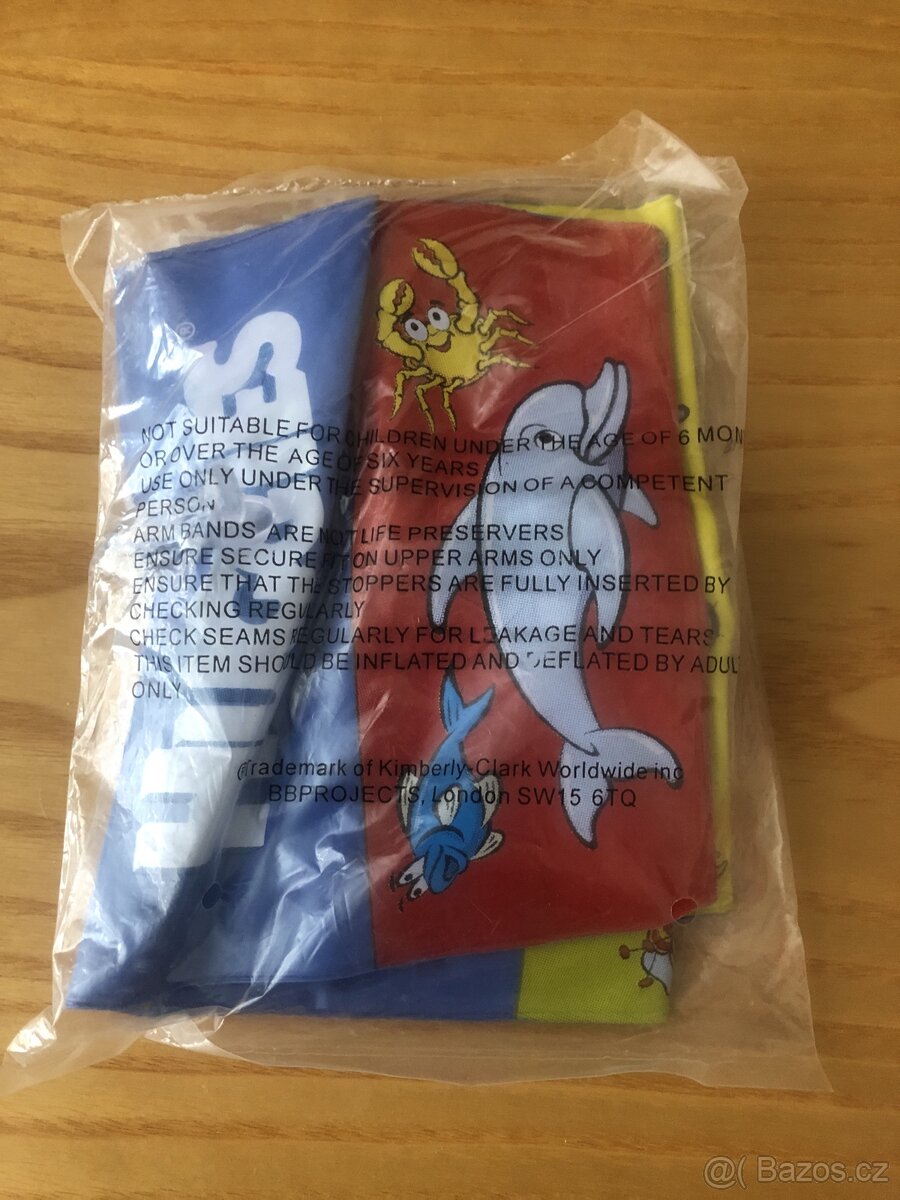 NOT SUITABLE FOR CHILDREN UNDER THE AGE OF 6 MON
OR OVER THE AGE OF SIX YEARS
USE ONLY UNDER THE SUPERVISION OF A COMPETENT
PERSON
ARM BANDS ARE NOT LIFE PRESERVERS
ENSURE SECURE FIT ON UPPER ARMS ONLY
ENSURE THAT THE STOPPERS ARE FULLY INSERTED BY
CHECKING REGULARLY
CHECK SEAMS REGULARLY FOR LEAKAGE AND TEARS
THIS ITEM SHOULD BE INFLATED AND DEFLATED BY ADUL
ONLY
®Trademark of Kimberly-Clark Worldwide inc
BBPROJECTS, London SW15 6TQ
@( Bazos.cz